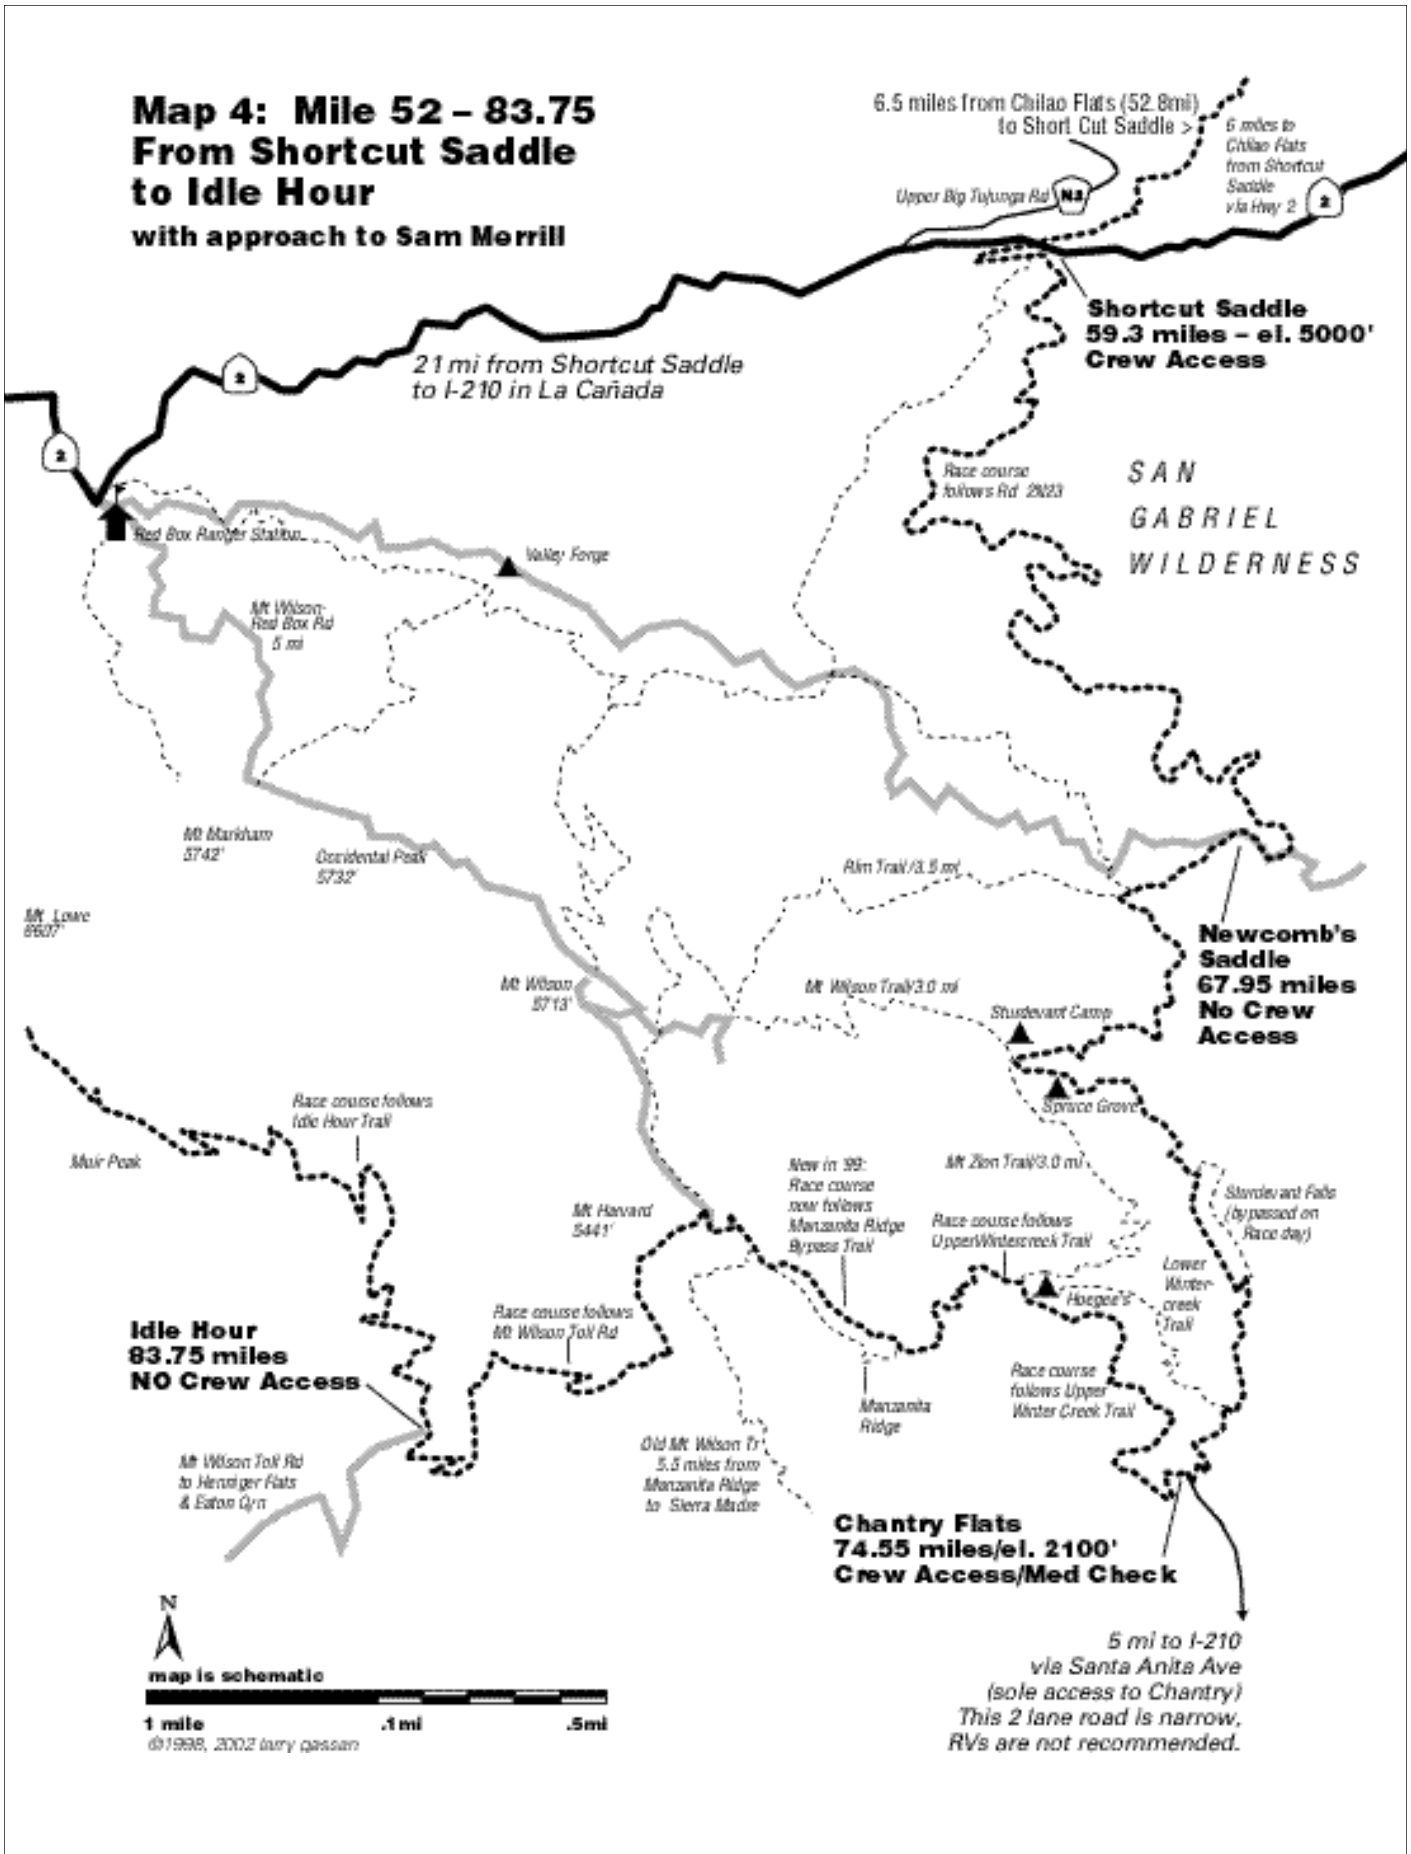 Map 4: Mile 52 – 83.75
From Shortcut Saddle
to Idle Hour
with approach to Sam Merrill
6.5 miles from Chilao Flats (52.8mi)
to Short Cut Saddle >
6 miles to
Chilao Flats
from Shortcut
Saddle
via Hwy 2
2
Upper Big Tujunga Rd
N3
Shortcut Saddle
59.3 miles – el. 5000'
Crew Access
21 mi from Shortcut Saddle
to I-210 in La Cañada
2
2
Race course
follows Rd 2N23
SAN
GABRIEL
WILDERNESS
Red Box Ranger Station
Valley Forge
Mt Wilson-
Red Box Rd
5 mi
Mt Markham
5742'
Occidental Peak
5732'
Rim Trail/3.5 mi
Mt Lowe
Newcomb's
Saddle
67.95 miles
No Crew
Access
Mt Wilson
5713'
Mt Wilson Trail/3.0 mi
Sturdevant Camp
Spruce Grove
Race course follows
Idle Hour Trail
Muir Peak
New in '99:
Race course
now follows
Manzanita Ridge
Bypass Trail
Mt Zion Trail/3.0 mi
Sturdevant Falls
(bypassed on
Race day)
Mt Harvard
5441'
Race course follows
UpperWintercreek Trail
Lower
Winter-
creek
Trail
Hoegee's
Race course follows
Mt Wilson Toll Rd
Idle Hour
83.75 miles
NO Crew Access
Race course
follows Upper
Winter Creek Trail
Manzanita
Ridge
Mt Wilson Toll Rd
to Henniger Flats
& Eaton Cyn
Old Mt Wilson Tr
5.5 miles from
Manzanita Ridge
to Sierra Madre
Chantry Flats
74.55 miles/el. 2100'
Crew Access/Med Check
N
map is schematic
1 mile
.1mi
.5mi
©1998, 2002 larry gassan
5 mi to I-210
via Santa Anita Ave
(sole access to Chantry)
This 2 lane road is narrow,
RVs are not recommended.